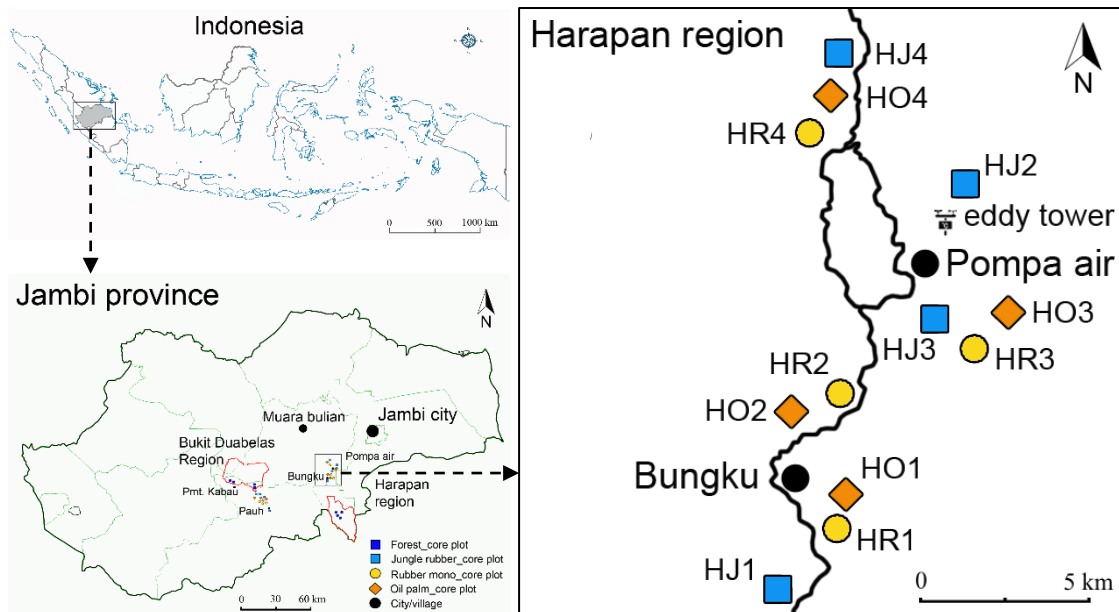 Indonesia
0 500 1000 km
Jambi province
N
Muara bulian
Jambi city
Bukit Duabelas
Region
Pompa air
Bungku
Pmt. Kabau
Harapan
region
Pauh
Forest_core plot
Jungle rubber_core plot
Rubber mono_core plot
Oil palm_core plot
City/village
0 30 60 km
Harapan region
N
HJ4
HO4
HR4
HJ2
eddy tower
Pompa air
HO3
HJ3
HR3
HR2
HO2
Bungku
HO1
HR1
HJ1
0 5 km